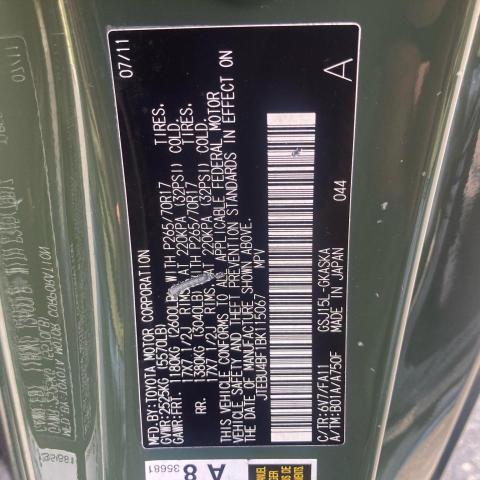 07/11
MFD.BY:TOYOTA MOTOR CORPORATION
GVWR:2525KG (5570LB)
GAWR:FRT. 1180KG (2600LB) WITH P265/70R17 TIRES,
17X7 1/2J RIMS, AT 220KPA (32PSI) COLD.
RR. 1380KG (3040LB) WITH P265/70R17 TIRES,
17X7 1/2J RIMS, AT 220KPA (32PSI) COLD.
THIS VEHICLE CONFORMS TO ALL APPLICABLE FEDERAL MOTOR
VEHICLE SAFETY AND THEFT PREVENTION STANDARDS IN EFFECT ON
THE DATE OF MANUFACTURE SHOWN ABOVE.
JTEBU4BF1BK115067 MPV
C/TR:6V7/FA11 GSJ15L-GKASKA
A/TM:B01A/A750F MADE IN JAPAN
044
A
A 8
35681